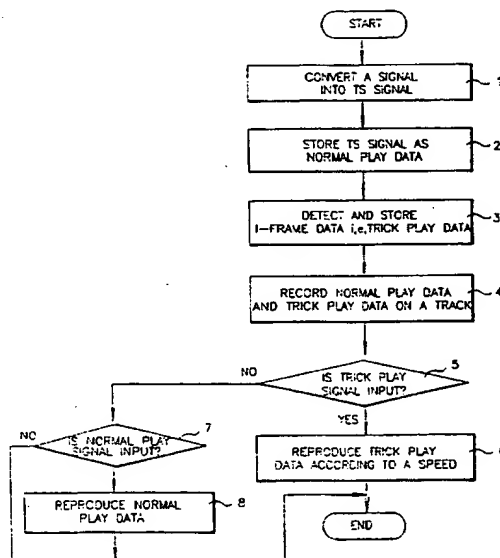 START
CONVERT A SIGNAL
INTO TS SIGNAL
1
STORE TS SIGNAL AS
NORMAL PLAY DATA
2
DETECT AND STORE
I-FRAME DATA i,e,TRICK PLAY DATA
3
RECORD NORMAL PLAY DATA
AND TRICK PLAY DATA ON A TRACK
4
IS TRICK PLAY
SIGNAL INPUT?
5
NO
YES
IS NORMAL PLAY
SIGNAL INPUT?
7
NO
REPRODUCE TRICK PLAY
DATA ACCORDING TO A SPEED
REPRODUCE NORMAL
PLAY DATA
8
END